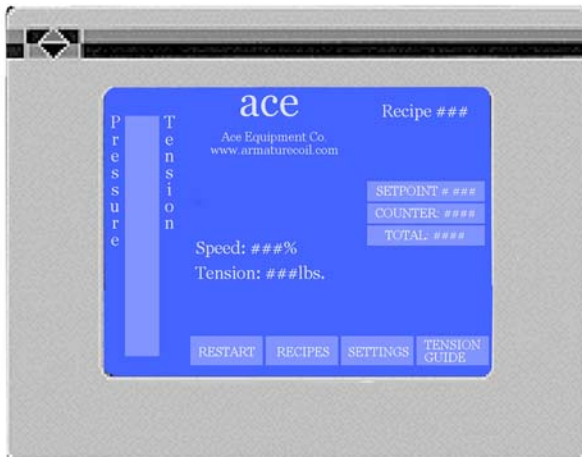 ace
Recipe ###
Pressure
Tension
Ace Equipment Co.
www.armaturecoil.com
SETPOINT # ###
COUNTER: ####
TOTAL: ####
Speed: ###%
Tension: ###lbs.
RESTART
RECIPES
SETTINGS
TENSION
GUIDE